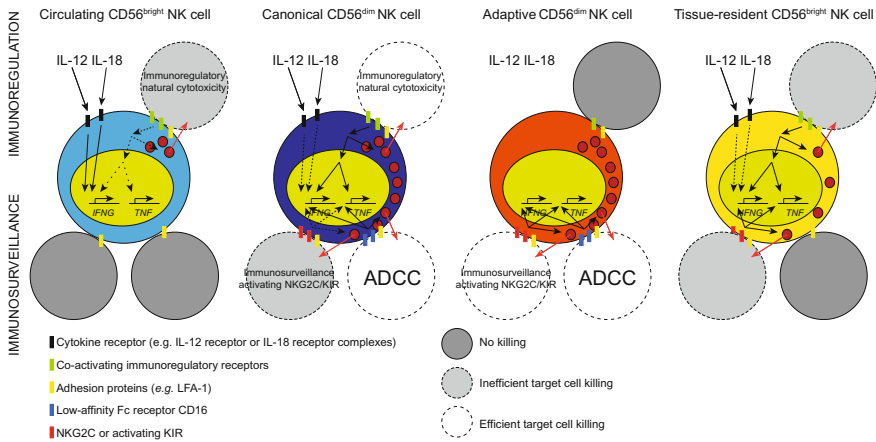 Circulating CD56bright NK cell
Canonical CD56dim NK cell
Adaptive CD56dim NK cell
Tissue-resident CD56bright NK cell
IMMUNOREGULATION
IL-12 IL-18
Immunoregulatory
natural cytotoxicity
IL-12 IL-18
Immunoregulatory
natural cytotoxicity
IL-12 IL-18
IL-12 IL-18
IFNG TNF
IFNG TNF
IFNG TNF
IFNG TNF
IMMUNOSURVEILLANCE
Immunosurveillance
activating NKG2C/KIR
ADCC
Immunosurveillance
activating NKG2C/KIR
ADCC
Cytokine receptor (e.g. IL-12 receptor or IL-18 receptor complexes)
Co-activating immunoregulatory receptors
Adhesion proteins (e.g. LFA-1)
Low-affinity Fc receptor CD16
NKG2C or activating KIR
No killing
Inefficient target cell killing
Efficient target cell killing